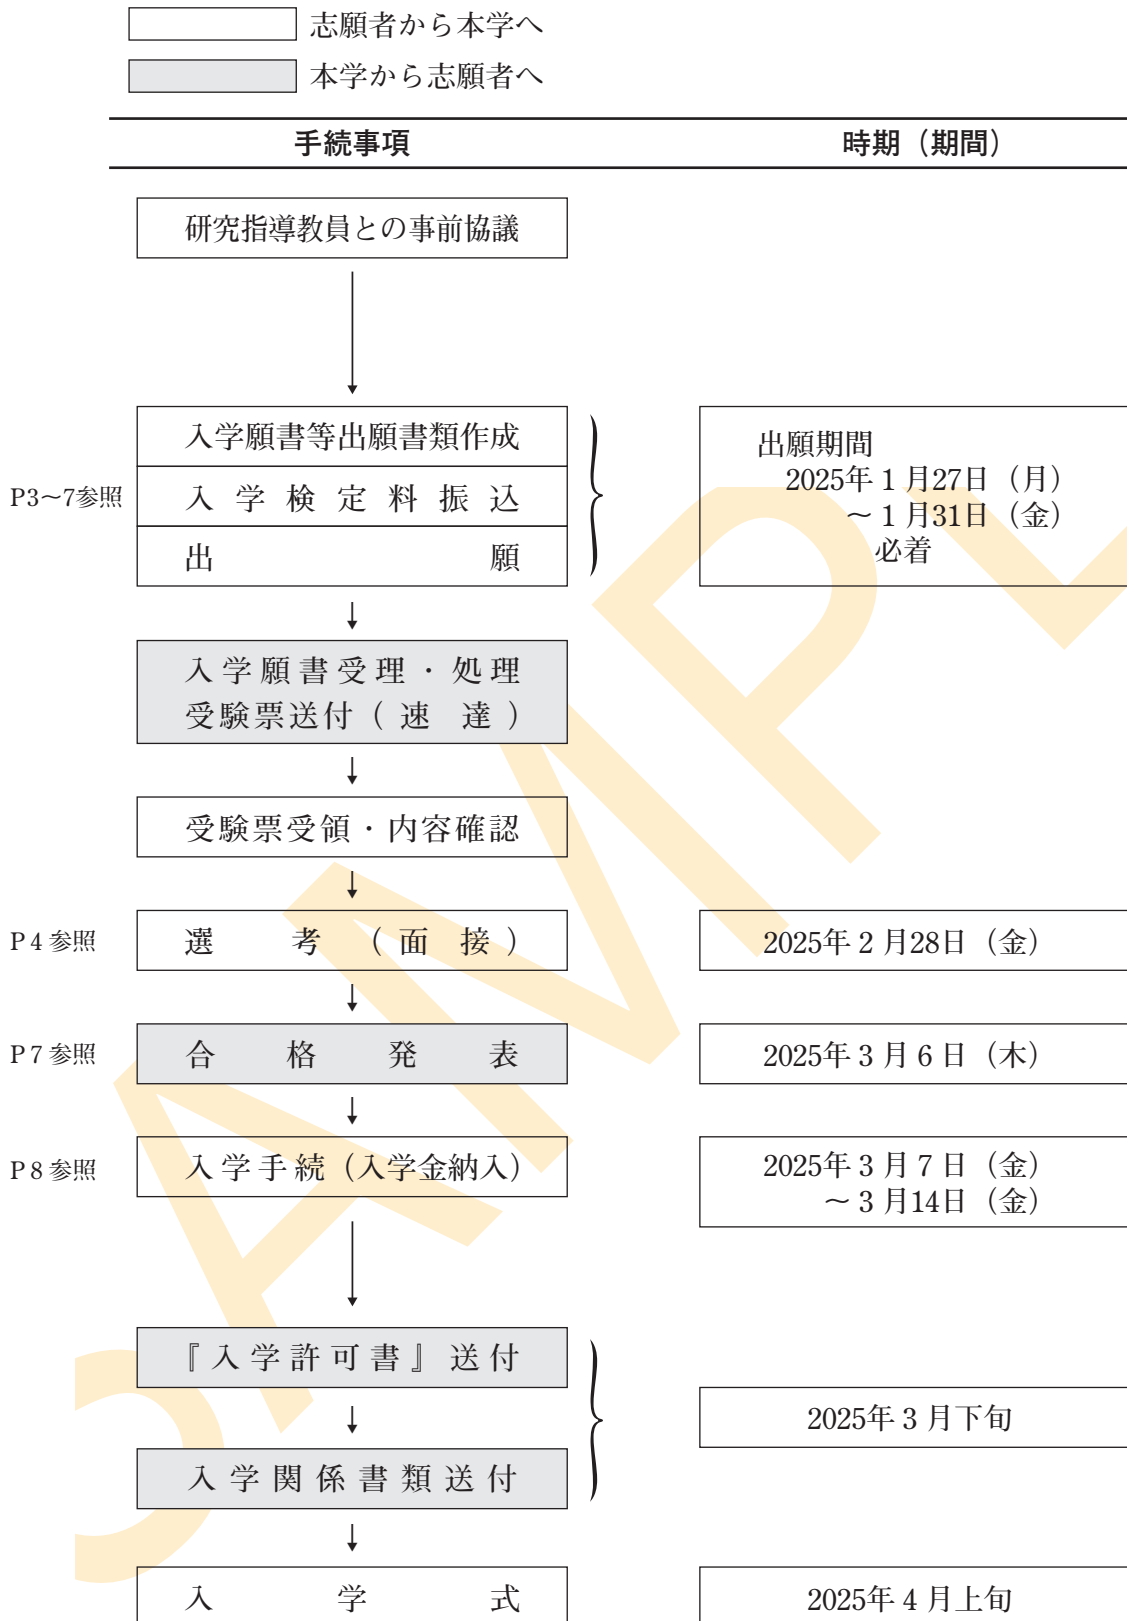 志願者から本学へ
本学から志願者へ
手続事項 時期（期間）
研究指導教員との事前協議
入学願書等出願書類作成
P3～7参照 入学検定料振込
出願
出願期間
2025年1月27日（月）
～1月31日（金）
必着
入学願書受理・処理
受験票送付（速達）
受験票受領・内容確認
P4参照 選考（面接） 2025年2月28日（金）
P7参照 合格発表 2025年3月6日（木）
P8参照 入学手続（入学金納入） 2025年3月7日（金）
～3月14日（金）
『入学許可書』送付
2025年3月下旬
入学関係書類送付
入学式 2025年4月上旬
SAMPLE